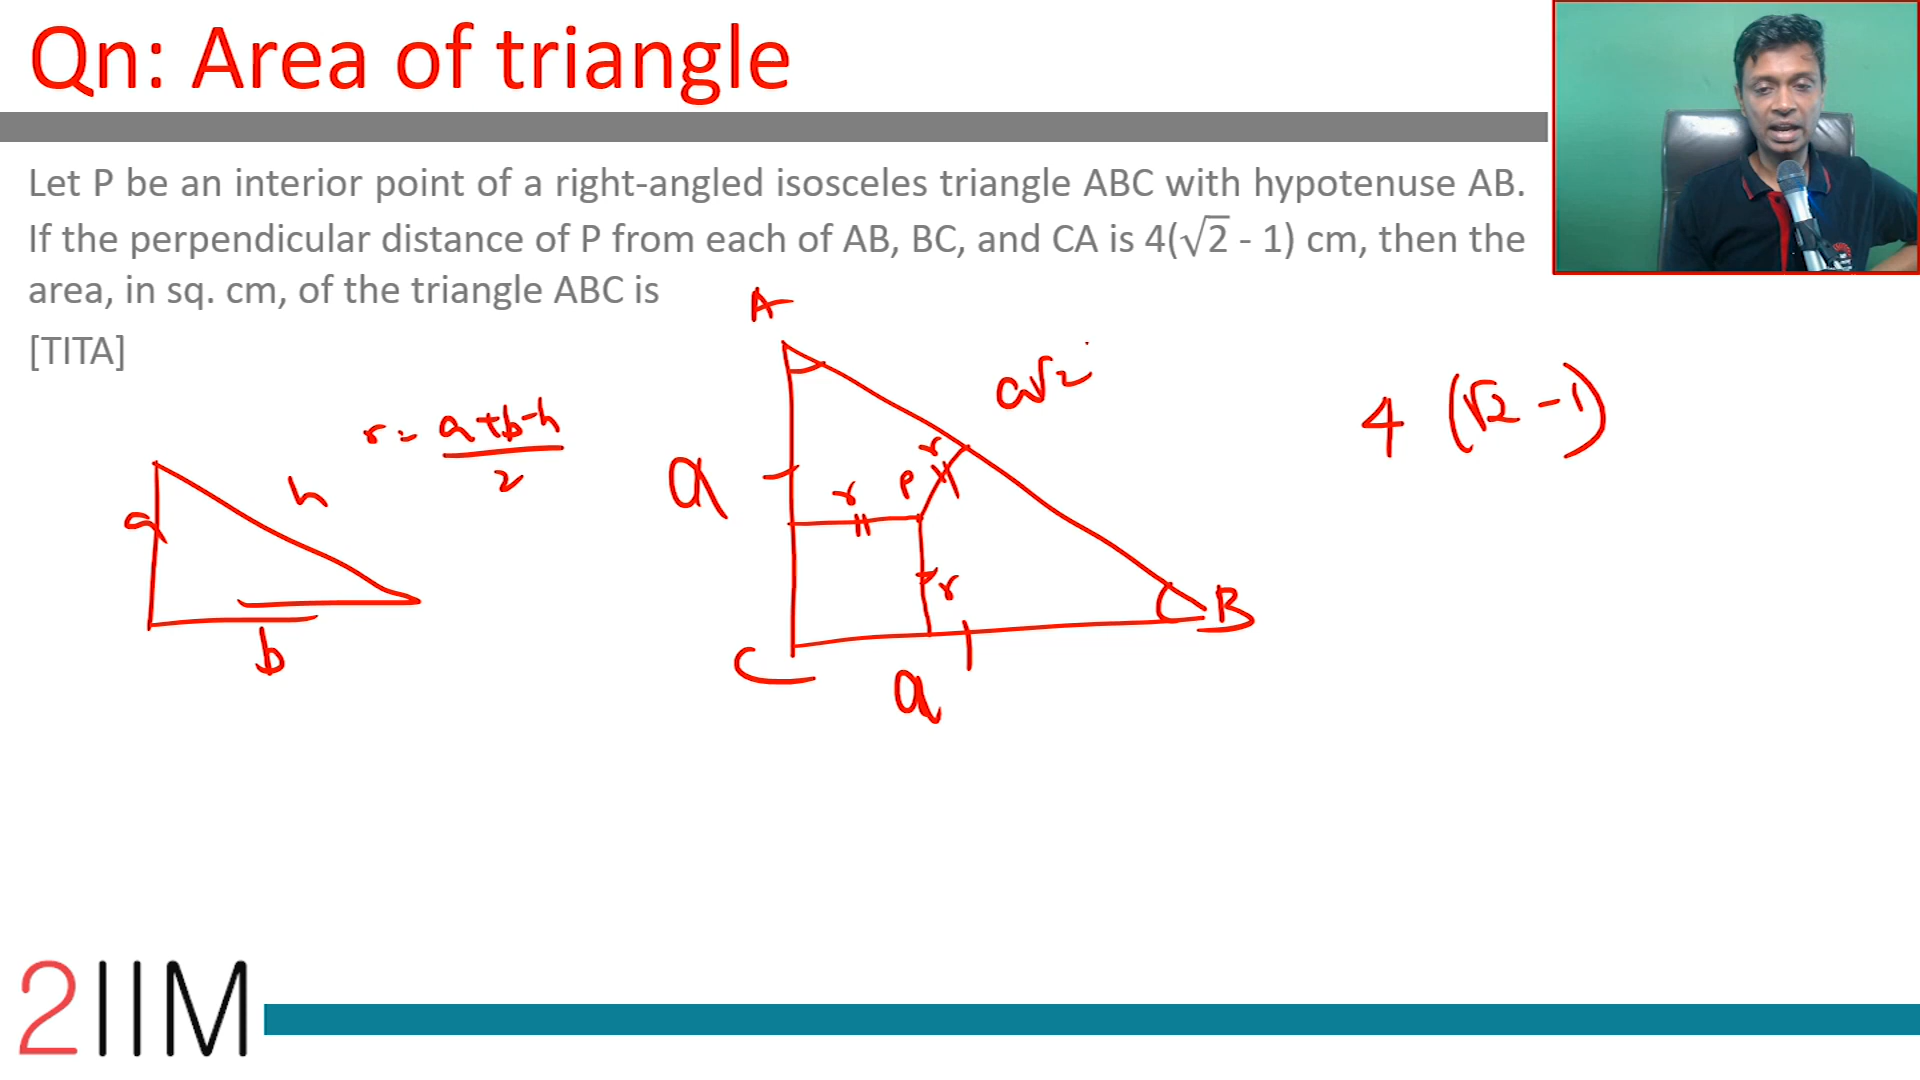 Qn: Area of triangle
Let P be an interior point of a right-angled isosceles triangle ABC with hypotenuse AB.
If the perpendicular distance of P from each of AB, BC, and CA is 4(√2 - 1) cm, then the
area, in sq. cm, of the triangle ABC is
[TITA]
A
a√2
4 (√2 - 1)
r = a+b-h
2
h
a
b
a
r
r
P
r
B
C
a
2IIM